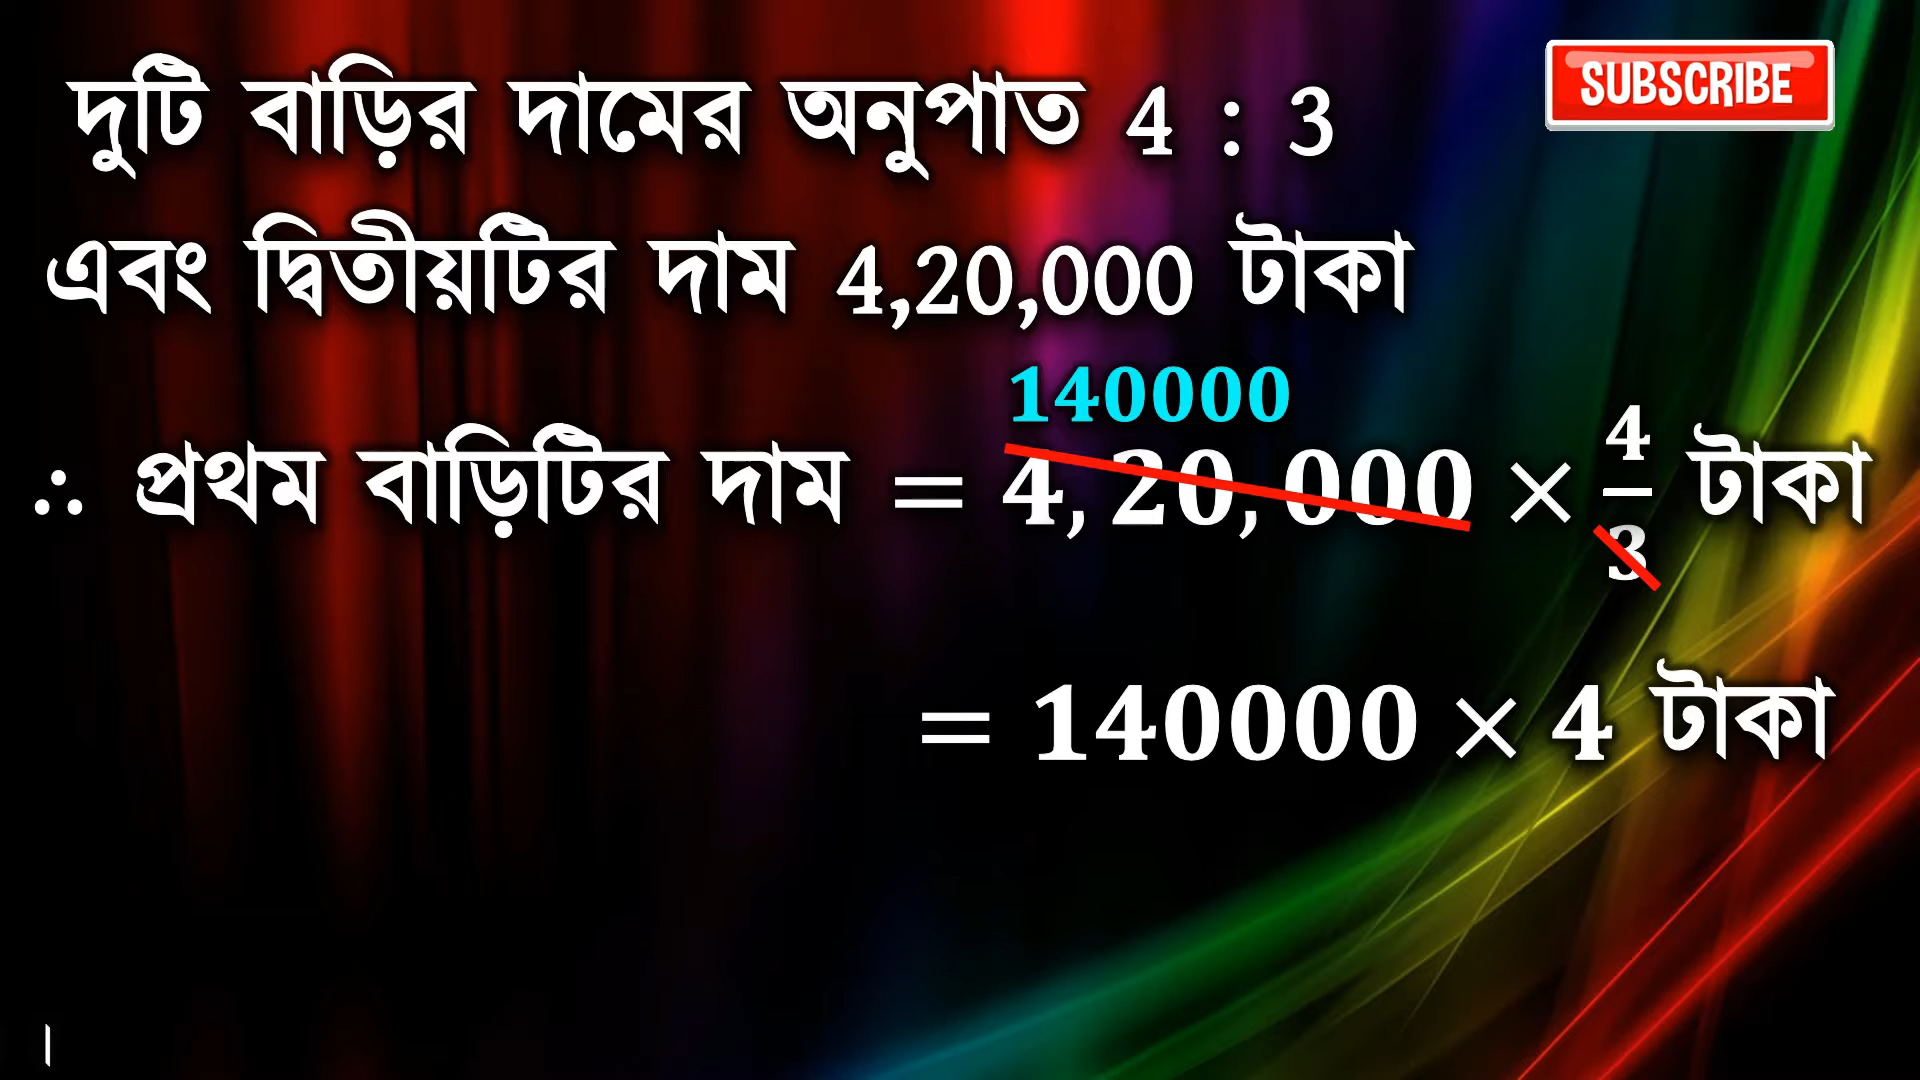 দুটি বাড়ির দামের অনুপাত 4 : 3
SUBSCRIBE
এবং দ্বিতীয়টির দাম 4,20,000 টাকা
140000
∴ প্রথম বাড়িটির দাম = 4,20,000 × 4/3 টাকা
= 140000 × 4 টাকা
।